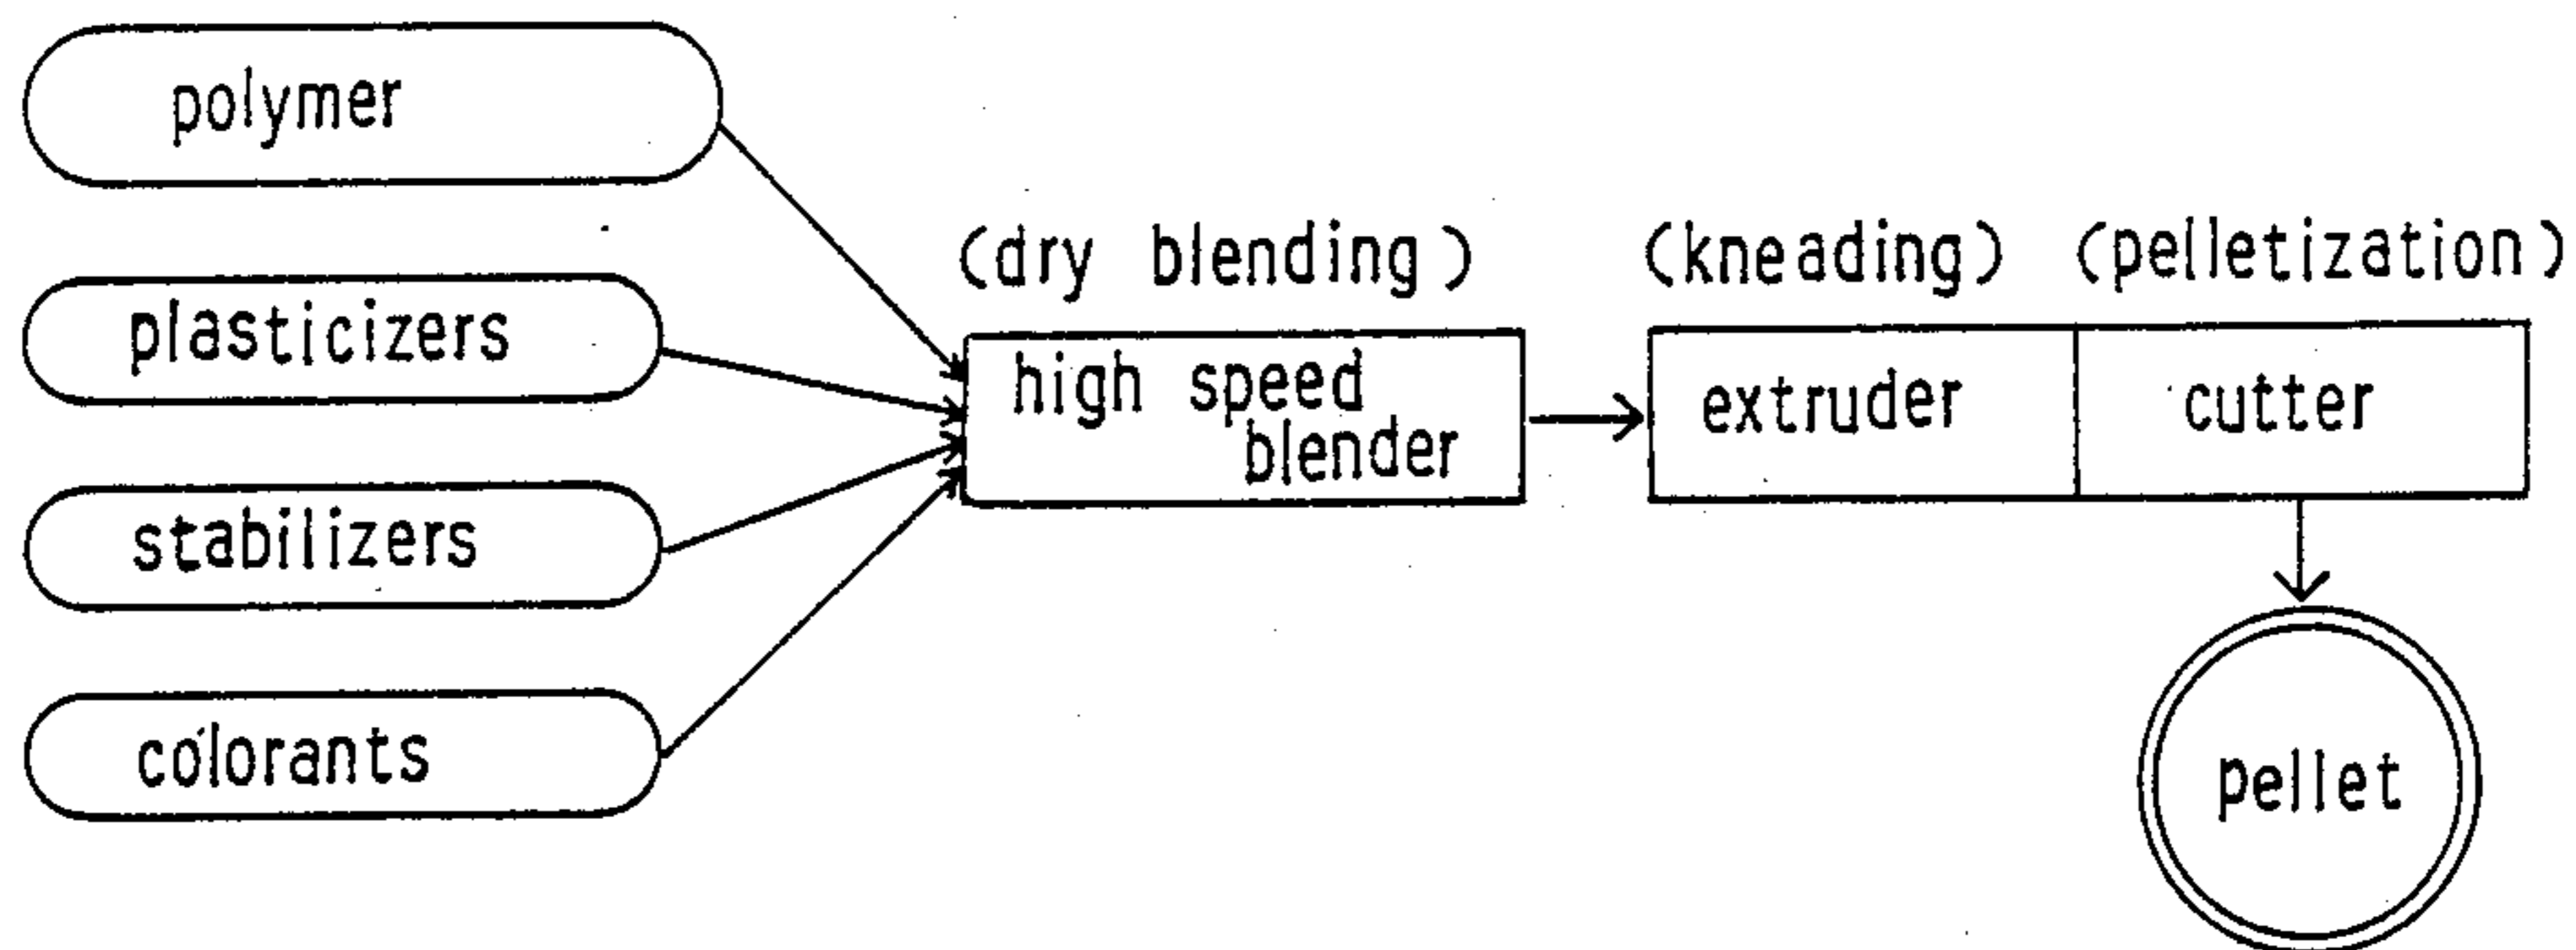 polymer
plasticizers
stabilizers
colorants
(dry blending)
high speed
blender
(kneading)
extruder
(pelletization)
cutter
pellet